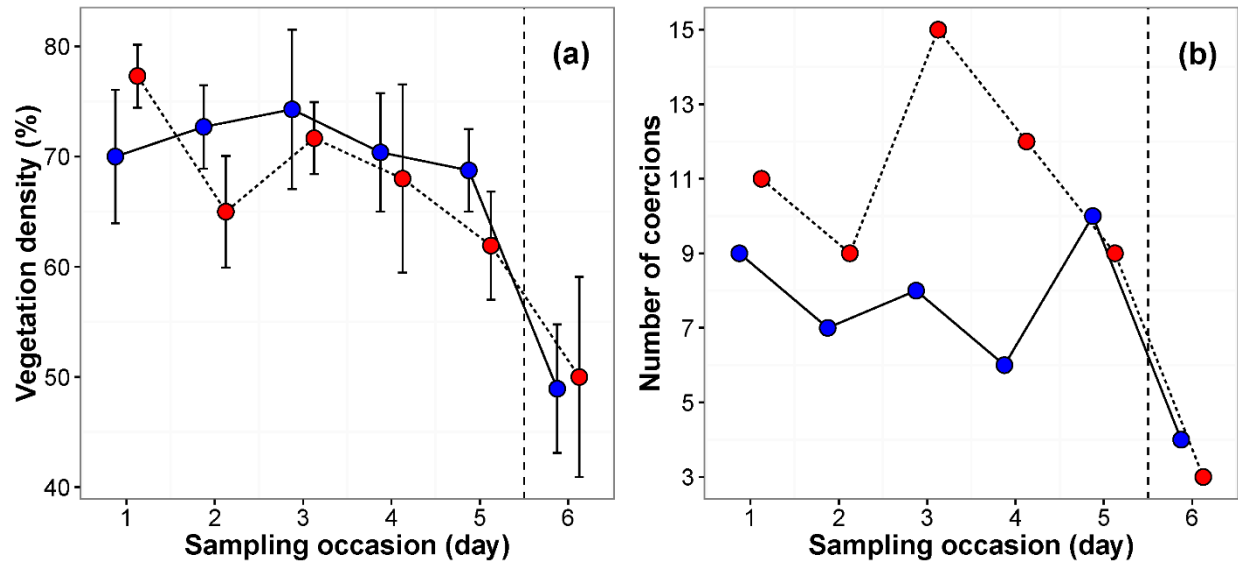 (a)
Vegetation density (%)
80
70
60
50
40
1 2 3 4 5 6
Sampling occasion (day)
(b)
Number of coercions
15
13
11
9
7
5
3
1 2 3 4 5 6
Sampling occasion (day)